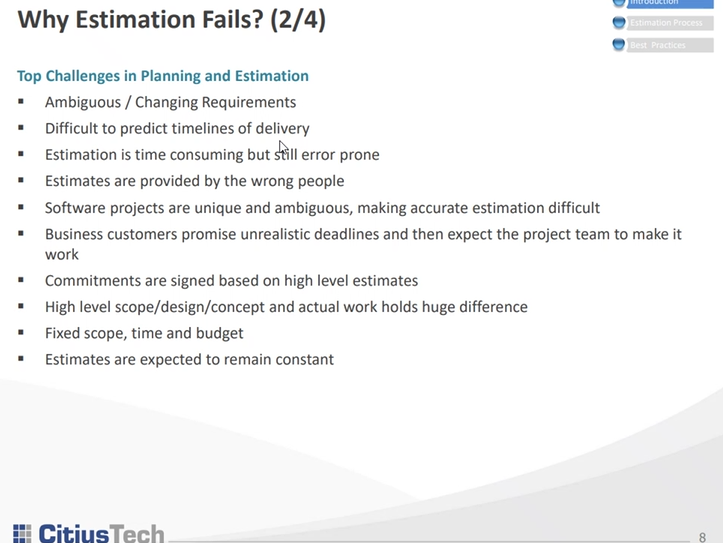 Why Estimation Fails? (2/4)
Introduction
Estimation Process
Best Practices
Top Challenges in Planning and Estimation
▪ Ambiguous / Changing Requirements
▪ Difficult to predict timelines of delivery
▪ Estimation is time consuming but still error prone
▪ Estimates are provided by the wrong people
▪ Software projects are unique and ambiguous, making accurate estimation difficult
▪ Business customers promise unrealistic deadlines and then expect the project team to make it
work
▪ Commitments are signed based on high level estimates
▪ High level scope/design/concept and actual work holds huge difference
▪ Fixed scope, time and budget
▪ Estimates are expected to remain constant
CitiusTech
8